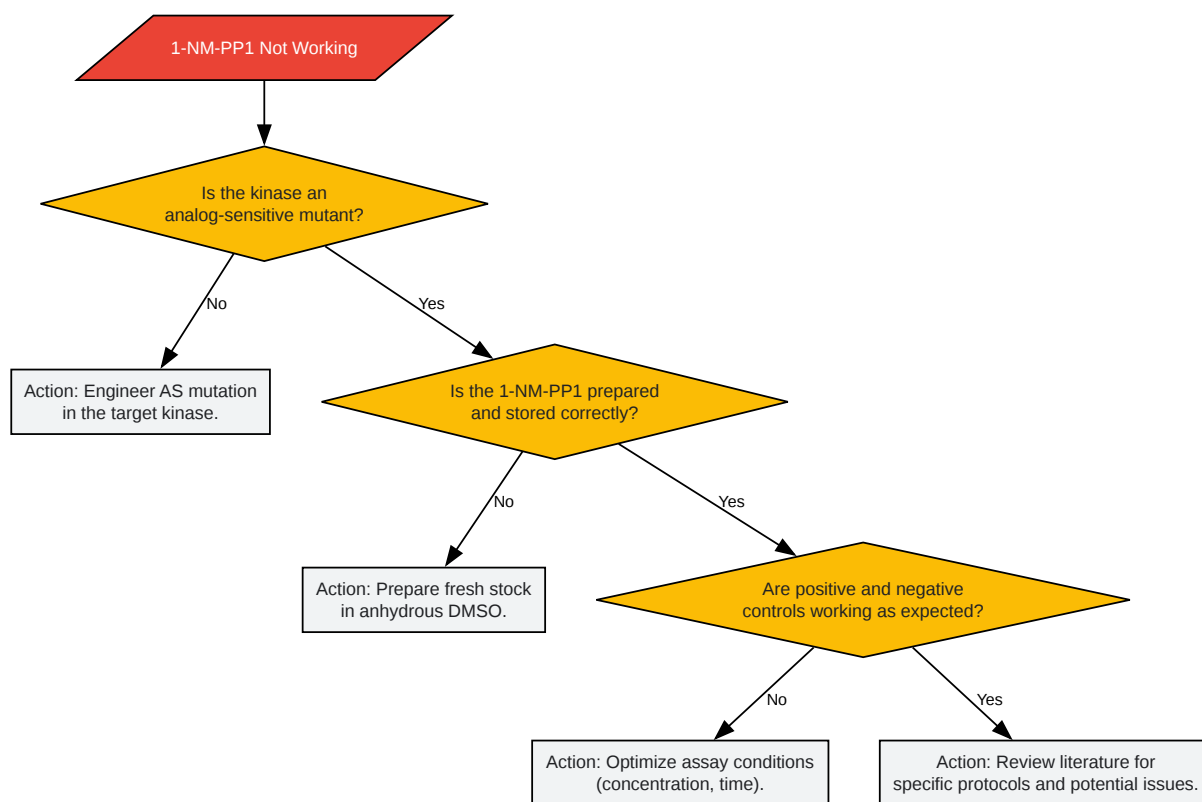 1-NM-PP1 Not Working
Is the kinase an
analog-sensitive mutant?
No
Yes
Action: Engineer AS mutation
in the target kinase.
Is the 1-NM-PP1 prepared
and stored correctly?
No
Yes
Action: Prepare fresh stock
in anhydrous DMSO.
Are positive and negative
controls working as expected?
No
Yes
Action: Optimize assay conditions
(concentration, time).
Action: Review literature for
specific protocols and potential issues.